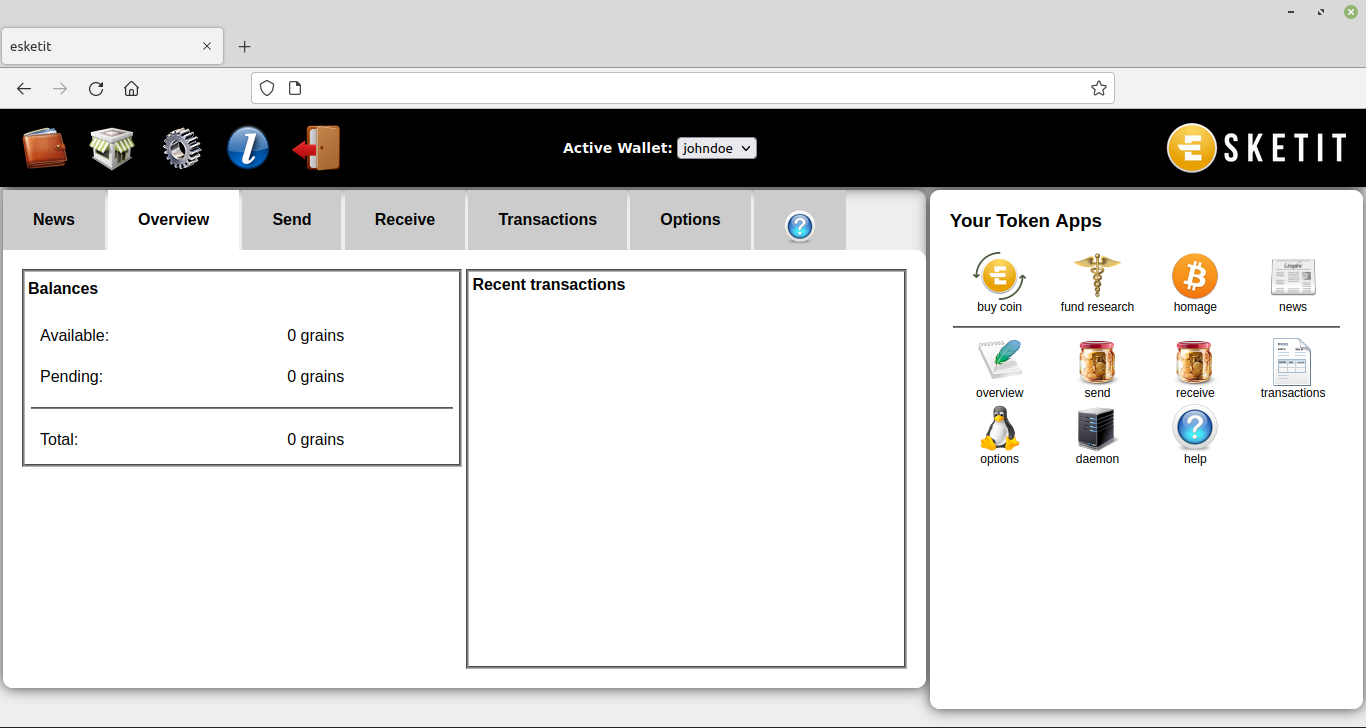 esketit
Active Wallet: johndoe
SKETIT
News Overview Send Receive Transactions Options ?
Balances
Available: 0 grains
Pending: 0 grains
Total: 0 grains
Recent transactions
Your Token Apps
buy coin fund research homage news
overview send receive transactions
options daemon help